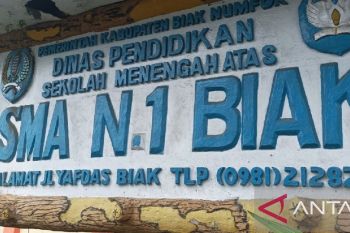 PEMERINTAH KABUPATEN BIAK NUMFOR
DINAS PENDIDIKAN
SEKOLAH MENENGAH ATAS
SMA N.1 BIAK
ALAMAT JL YAFDAS BIAK TLP (0981) 21282
ANTA